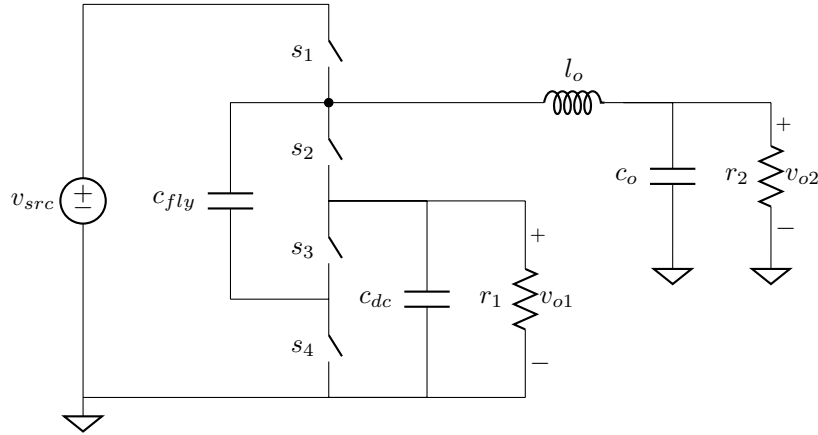 s1
lo
+
s2
co
r2
vo2
vsrc
+
−
cfly
−
+
s3
cdc
r1
vo1
s4
−